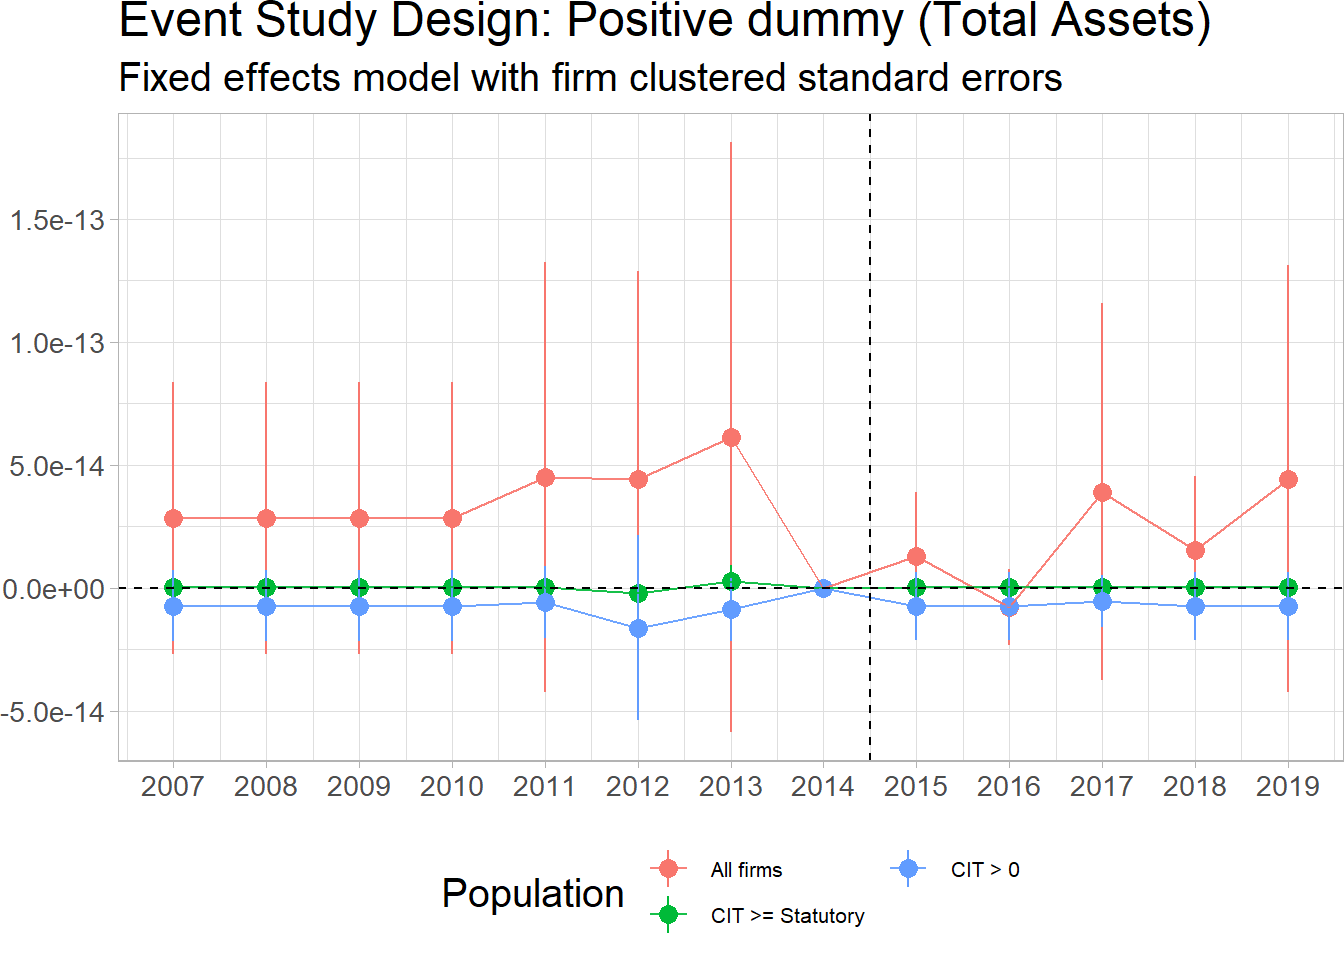 Event Study Design: Positive dummy (Total Assets)
Fixed effects model with firm clustered standard errors
1.5e-13
1.0e-13
5.0e-14
0.0e+00
-5.0e-14
2007 2008 2009 2010 2011 2012 2013 2014 2015 2016 2017 2018 2019
Population
All firms
CIT >= Statutory
CIT > 0